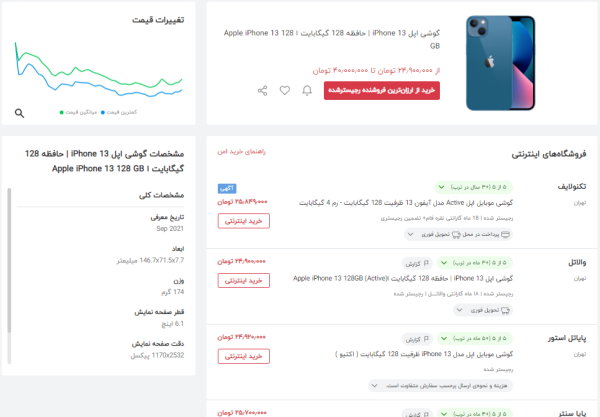 گوشی اپل iPhone 13 | حافظه 128 گیگابایت ا Apple iPhone 13 128
GB
از ۲۴٫۹۰۰٫۰۰۰ تومان تا ۴۰٫۰۰۰٫۰۰۰ تومان
خرید از ارزان‌ترین فروشنده رجیسترشده
تغییرات قیمت
کمترین قیمت
میانگین قیمت
فروشگاه‌های اینترنتی
راهنمای خرید امن
تکنولایف
تهران
۵ از ۵ (+۳ سال در ترب)
گوشی موبایل اپل Active مدل آیفون 13 ظرفیت 128 گیگابایت - رم 4 گیگابایت
رجیستر شده | 18 ماه گارانتی نقره فام+ تضمین رجیستری
پرداخت در محل
تحویل فوری
آگهی
۲۵٫۸۴۹٫۰۰۰ تومان
خرید اینترنتی
والاتل
تهران
۵ از ۵ (+۳ ماه در ترب)
گزارش
گوشی اپل iPhone 13 | حافظه 128 گیگابایت ا Apple iPhone 13 128GB (Active)
رجیستر شده | ۱۸ ماه گارانتی والاتل | رجیستر شده
تحویل فوری
۲۴٫۹۰۰٫۰۰۰ تومان
خرید اینترنتی
پایاتل استور
تهران
۵ از ۵ (+۵ ماه در ترب)
گزارش
گوشی موبایل اپل مدل iPhone 13 ظرفیت 128 گیگابایت ( اکتیو )
رجیستر شده
هزینه و نحوه‌ی ارسال برحسب سفارش متفاوت است.
۲۴٫۹۲۰٫۰۰۰ تومان
خرید اینترنتی
بابا سنتر
۵ از ۵ (+۴ ماه در ترب)
گزارش
۲۵٫۷۰۰٫۰۰۰ تومان
مشخصات گوشی اپل iPhone 13 | حافظه 128
گیگابایت ا Apple iPhone 13 128 GB
مشخصات کلی
تاریخ معرفی
Sep 2021
ابعاد
146.7x71.5x7.7 میلیمتر
وزن
174 گرم
قطر صفحه نمایش
6.1 اینچ
دقت صفحه نمایش
1170x2532 پیکسل